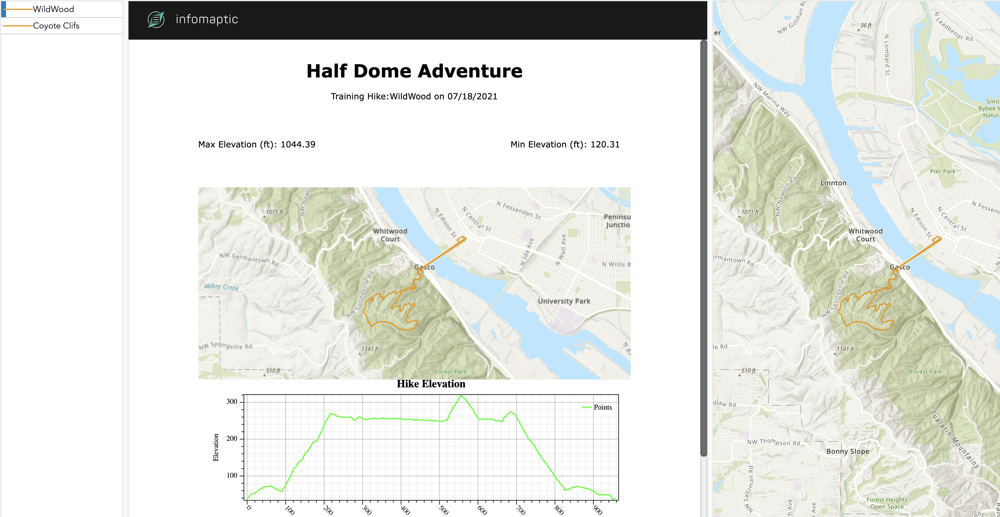 WildWood
Coyote Clifs
infomaptic
Half Dome Adventure
Training Hike:WildWood on 07/18/2021
Max Elevation (ft): 1044.39
Min Elevation (ft): 120.31
1071 ft
NW Newto
N Edison St
N Central St
N Fessenden St
Peninsu
Junctio
Whitwood
Court
NW Germantown Rd
N Ida Ave
N Wall Ave
N Willis B
Gasco
Abbey Creek
NW Springville Rd
University Park
NW Springville Rd
1141 ft
510 ft
Forest Park
N Ba
Hike Elevation
Points
Elevation
300
200
100
0
100
200
300
400
500
600
700
800
900
er
NW Gillihan Rd
36 ft
N Leadbetter Rd
N Lombard St
NW Marina Way
Smit
Bybee W
Natur
Pier Park
Linnton
NW Newton Rd
1071 ft
N Edison St
N Central St
N Fessend
Whitwood
Court
ermantown Rd
Gasco
NW Springville Rd
le Rd
1141 ft
510 ft
Forest Park
dlaw Rd
NW Thompson Rd
Bonny Slope
Tualatin Mountains
NW Saltzman Rd
Forest Heights
Open Space
h Ave
Ave
Rd